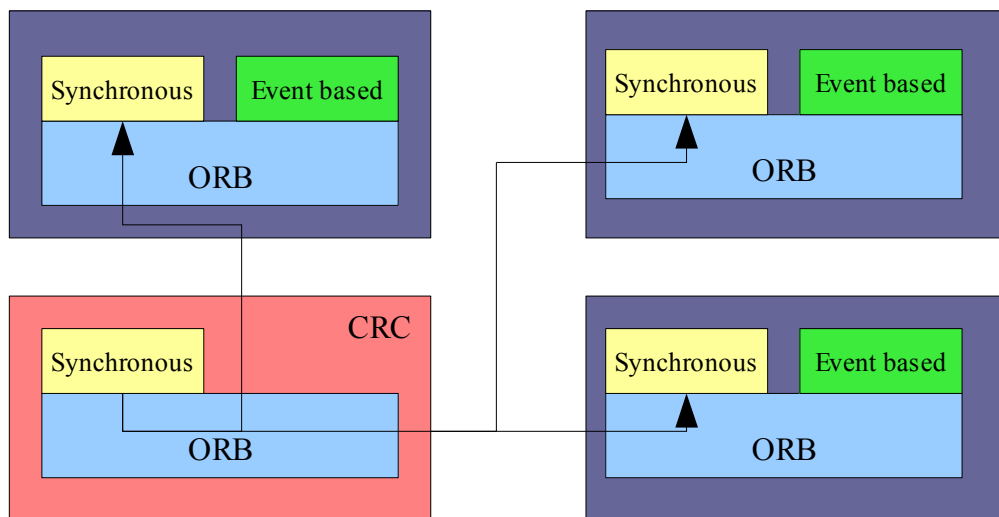 Synchronous
Event based
ORB
Synchronous
Event based
ORB
CRC
Synchronous
ORB
Synchronous
Event based
ORB